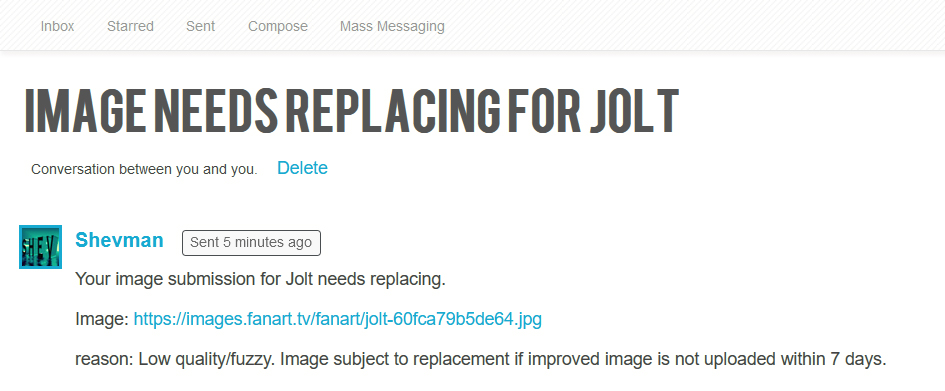 Inbox Starred Sent Compose Mass Messaging
IMAGE NEEDS REPLACING FOR JOLT
Conversation between you and you. Delete
SHEV
Shevman Sent 5 minutes ago
Your image submission for Jolt needs replacing.
Image: https://images.fanart.tv/fanart/jolt-60fca79b5de64.jpg
reason: Low quality/fuzzy. Image subject to replacement if improved image is not uploaded within 7 days.